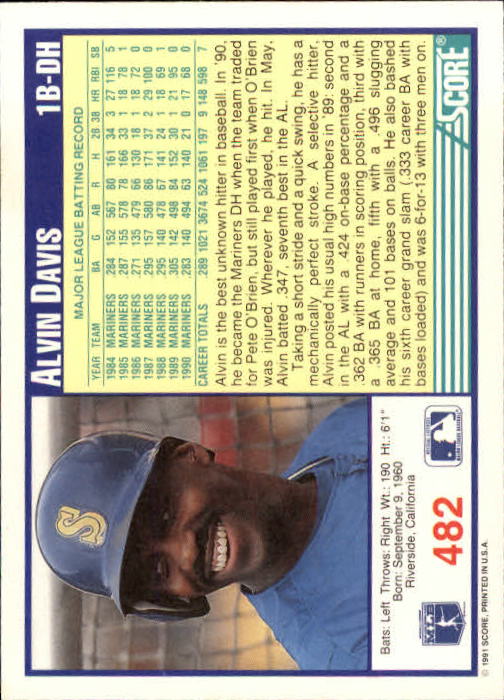 ALVIN DAVIS 1B-DH
MAJOR LEAGUE BATTING RECORD
YEAR TEAM BA G AB R H 2B 3B HR RBI SB
1984 MARINERS .284 152 567 80 161 34 3 27 116 5
1985 MARINERS .287 155 578 78 166 33 1 18 78 1
1986 MARINERS .271 135 479 66 130 18 1 18 72 0
1987 MARINERS .295 157 580 86 171 37 2 29 100 0
1988 MARINERS .295 140 478 67 141 24 1 18 69 1
1989 MARINERS .305 142 498 84 152 30 1 21 95 0
1990 MARINERS .283 140 494 63 140 21 0 17 68 0
CAREER TOTALS .289 1021 3674 524 1061 197 9 148 598 7
Alvin is the best unknown hitter in baseball. In '90,
he became the Mariners DH when the team traded
for Pete O'Brien, but still played first when O'Brien
was injured. Wherever he played, he hit. In May,
Alvin batted .347, seventh best in the AL.
Taking a short stride and a quick swing, he has a
mechanically perfect stroke. A selective hitter,
Alvin posted his usual high numbers in '89: second
in the AL with a .424 on-base percentage and a
.362 BA with runners in scoring position, third with
a .365 BA at home, fifth with a .496 slugging
average and 101 bases on balls. He also bashed
his sixth career grand slam (.333 career BA with
bases loaded) and was 6-for-13 with three men on.
SCORE®
S
Bats: Left Throws: Right Wt.: 190 Ht.: 6'1"
Born: September 9, 1960
Riverside, California
482
© 1991 SCORE, PRINTED IN U.S.A.